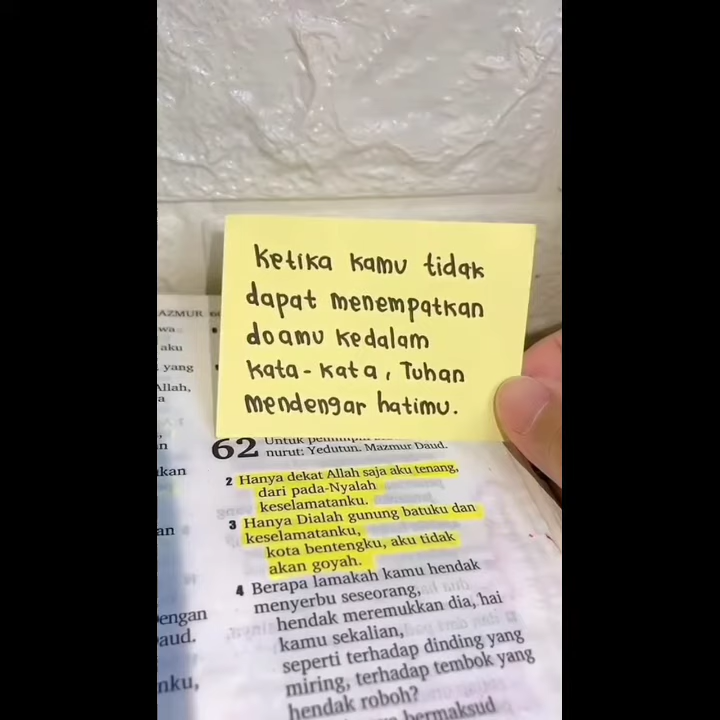 Ketika kamu tidak
dapat menempatkan
doamu kedalam
kata-kata, Tuhan
mendengar hatimu.
AZMUR
wa
aku
yang
Allah,
a
n
kan
an
engan
aud.
nku,
62 Untuk
nurut: Yedutun. Mazmur Daud.
2 Hanya dekat Allah saja aku tenang,
dari pada-Nyalah
keselamatanku.
3 Hanya Dialah gunung batuku dan
keselamatanku,
kota bentengku, aku tidak
akan goyah.
4 Berapa lamakah kamu hendak
menyerbu seseorang,
hendak meremukkan dia, hai
kamu sekalian,
seperti terhadap dinding yang
miring, terhadap tembok yang
hendak roboh?
bermaksud